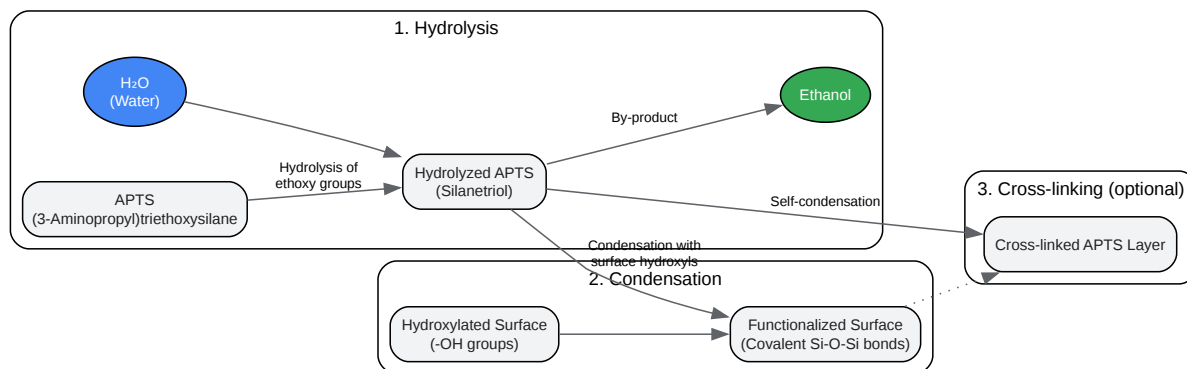 1. Hydrolysis
H₂O
(Water)
Ethanol
By-product
Hydrolysis of
ethoxy groups
Hydrolyzed APTS
(Silanetriol)
APTS
(3-Aminopropyl)triethoxysilane
Self-condensation
3. Cross-linking (optional)
Cross-linked APTS Layer
Condensation with
surface hydroxyls
2. Condensation
Hydroxylated Surface
(-OH groups)
Functionalized Surface
(Covalent Si-O-Si bonds)